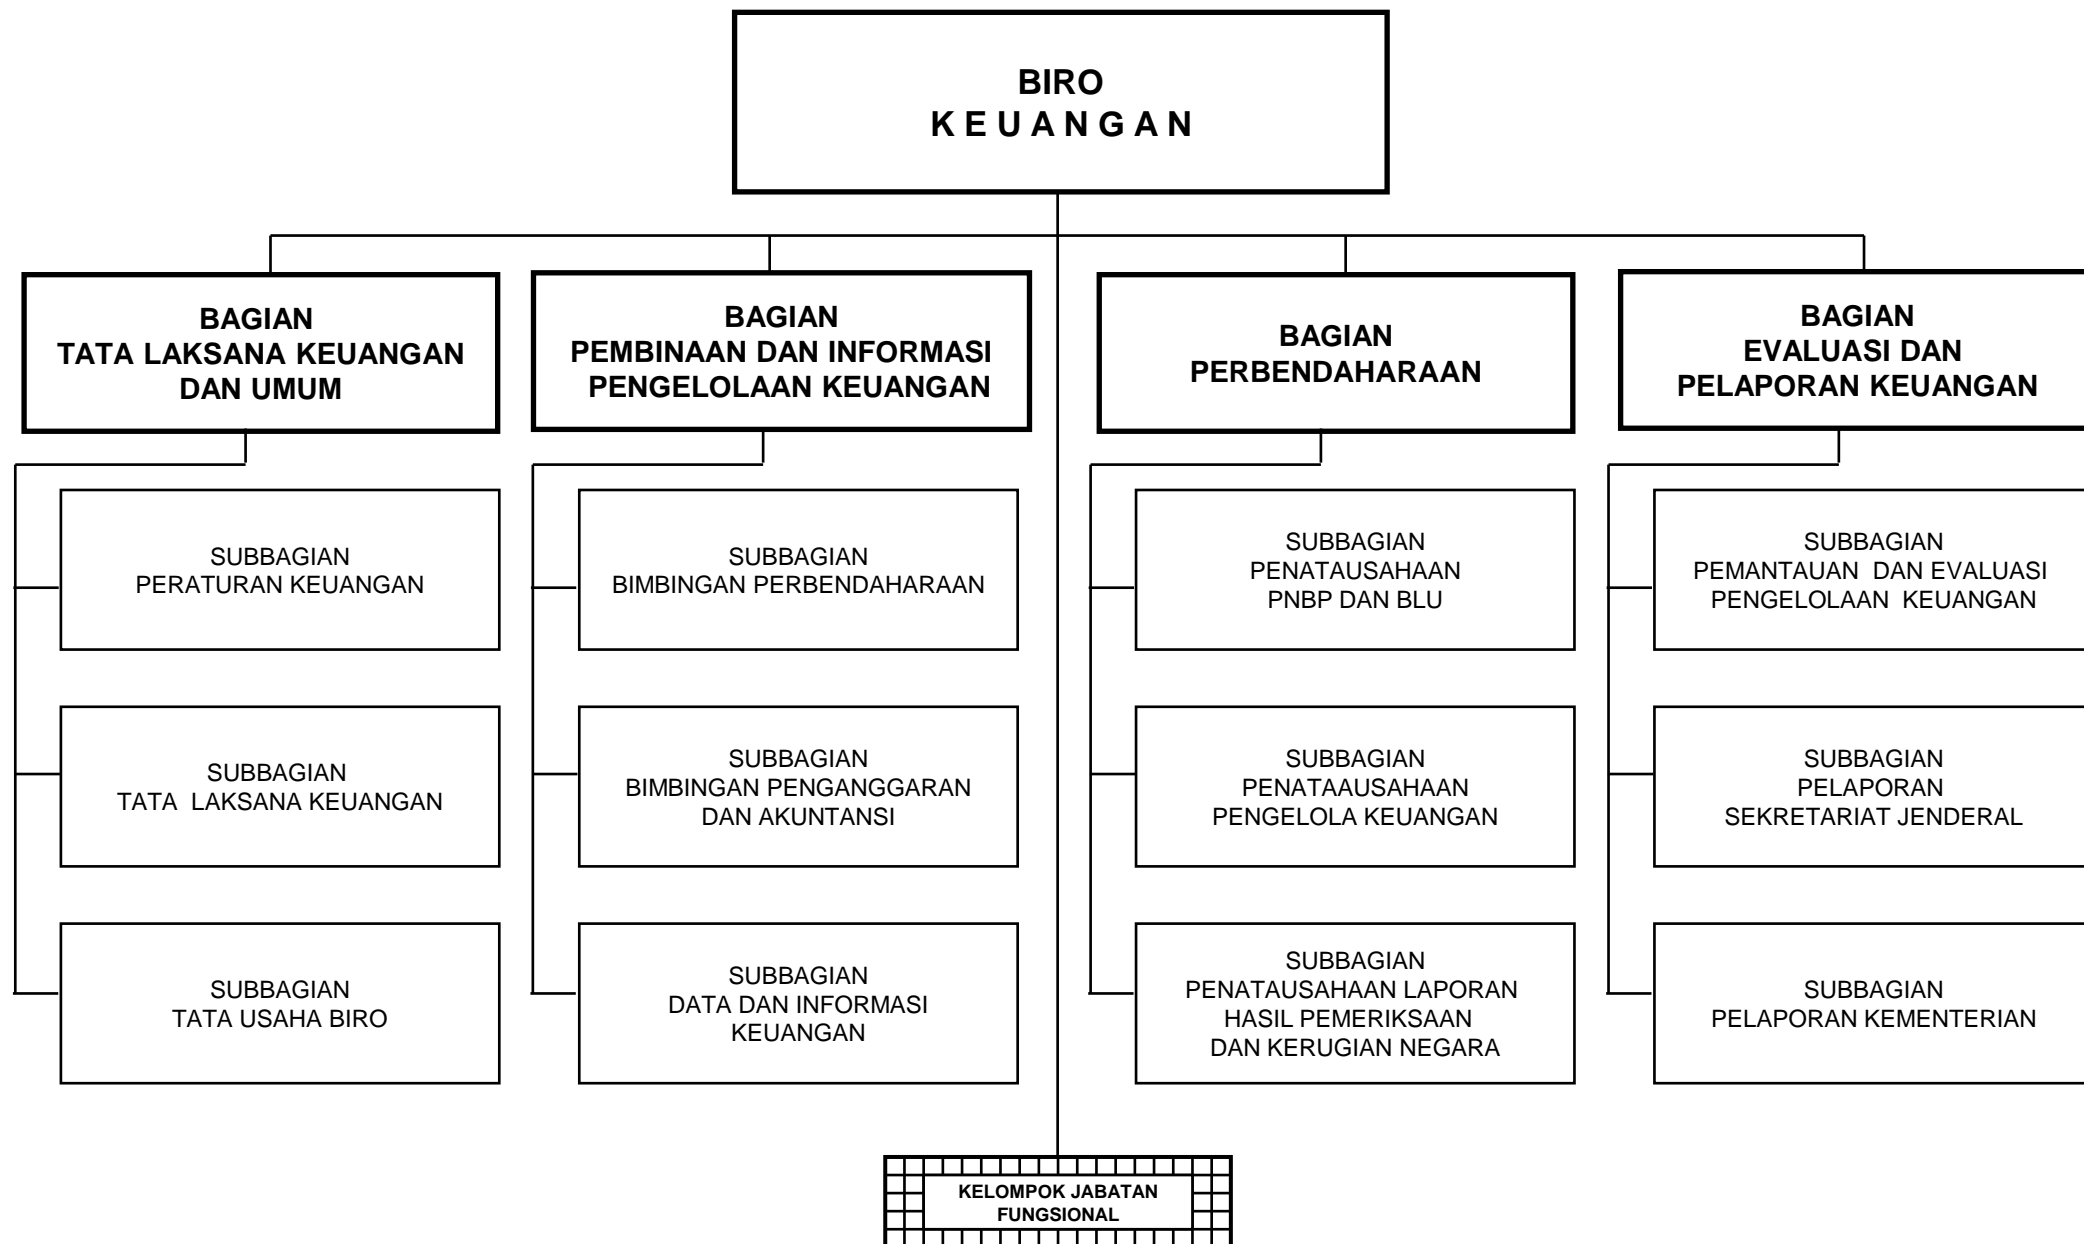 BIRO
K E U A N G A N
BAGIAN
TATA LAKSANA KEUANGAN
DAN UMUM
BAGIAN
PEMBINAAN DAN INFORMASI
PENGELOLAAN KEUANGAN
BAGIAN
PERBENDAHARAAN
BAGIAN
EVALUASI DAN
PELAPORAN KEUANGAN
SUBBAGIAN
PERATURAN KEUANGAN
SUBBAGIAN
BIMBINGAN PERBENDAHARAAN
SUBBAGIAN
PENATAUSAHAAN
PNBP DAN BLU
SUBBAGIAN
PEMANTAUAN  DAN EVALUASI
PENGELOLAAN  KEUANGAN
SUBBAGIAN
TATA  LAKSANA KEUANGAN
SUBBAGIAN
BIMBINGAN PENGANGGARAN
DAN AKUNTANSI
SUBBAGIAN
PENATAAUSAHAAN
PENGELOLA KEUANGAN
SUBBAGIAN
PELAPORAN
SEKRETARIAT JENDERAL
SUBBAGIAN
TATA USAHA BIRO
SUBBAGIAN
DATA DAN INFORMASI
KEUANGAN
SUBBAGIAN
PENATAUSAHAAN LAPORAN
HASIL PEMERIKSAAN
DAN KERUGIAN NEGARA
SUBBAGIAN
PELAPORAN KEMENTERIAN
KELOMPOK JABATAN
FUNGSIONAL